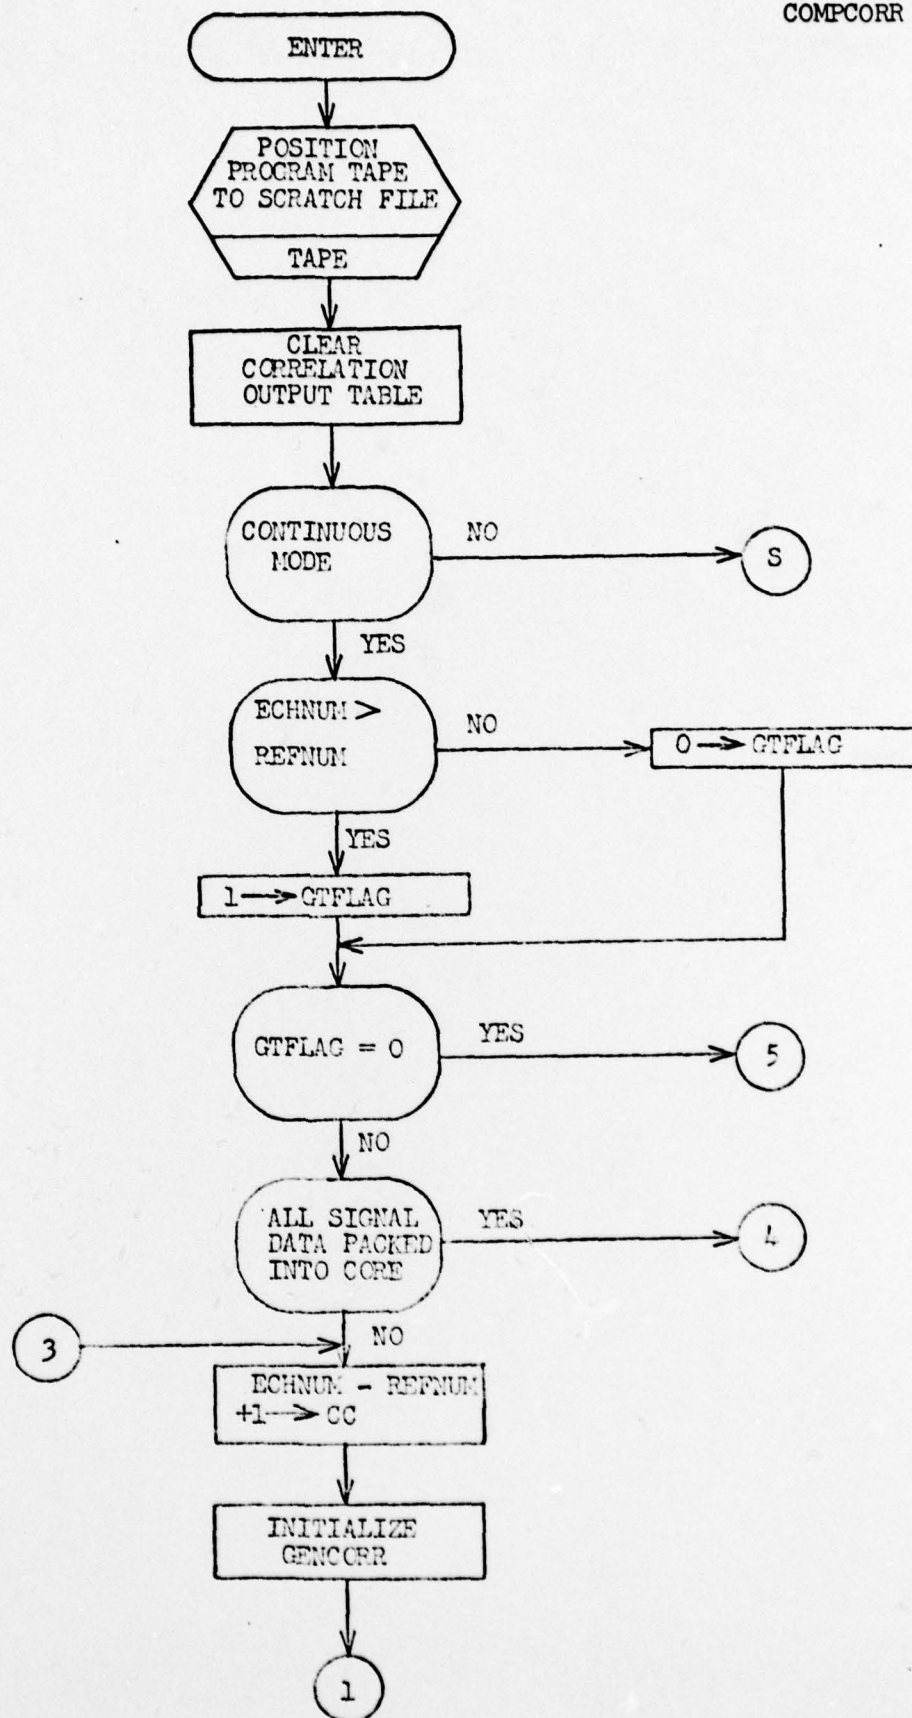 COMPCORR
ENTER
POSITION
PROGRAM TAPE
TO SCRATCH FILE
TAPE
CLEAR
CORRELATION
OUTPUT TABLE
CONTINUOUS
MODE
NO
S
YES
ECHNUM >
REFNUM
NO
0 → GTFLAG
YES
1 → GTFLAG
GTFLAG = 0
YES
5
NO
ALL SIGNAL
DATA PACKED
INTO CORE
YES
4
NO
3
ECHNUM - REFNUM
+1 → CC
INITIALIZE
GENCORR
1